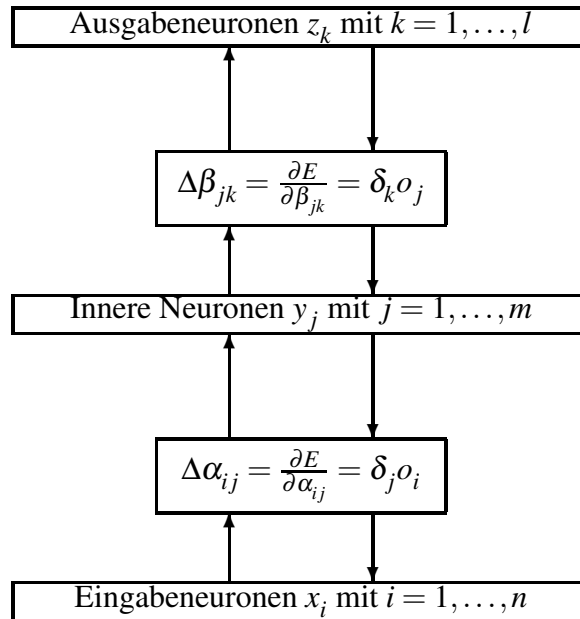 Ausgabeneuronen z_k mit k = 1,...,l
Δβ_jk = ∂E/∂β_jk = δ_k o_j
Innere Neuronen y_j mit j = 1,...,m
Δα_ij = ∂E/∂α_ij = δ_j o_i
Eingabeneuronen x_i mit i = 1,...,n